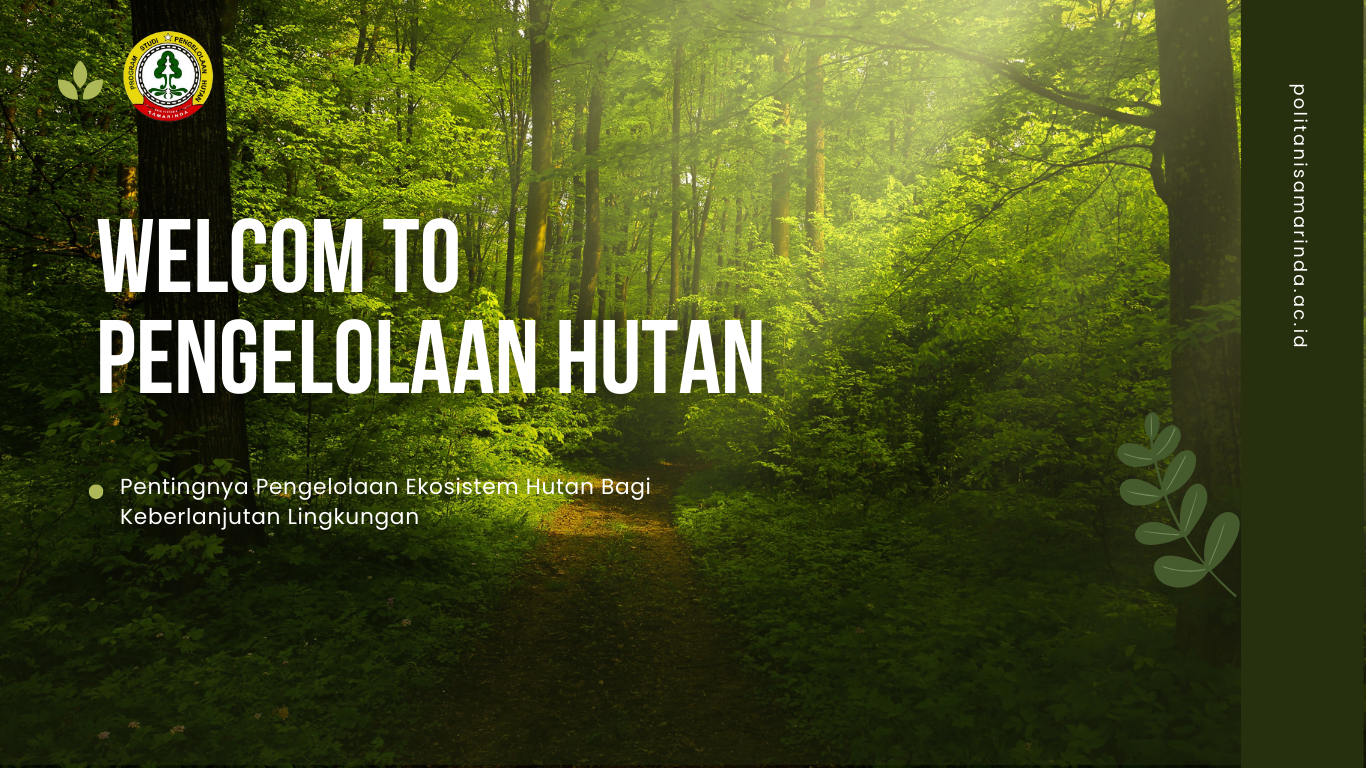 PROGRAM STUDI PENGELOLAAN HUTAN
SAMARINDA
WELCOM TO
PENGELOLAAN HUTAN
Pentingnya Pengelolaan Ekosistem Hutan Bagi
Keberlanjutan Lingkungan
politanisamarinda.ac.id